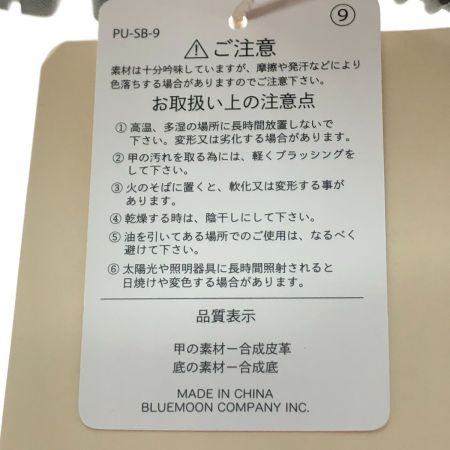 ⑨
PU-SB-9
⚠ご注意
素材は十分吟味していますが、摩擦や発汗などにより
色落ちする場合がありますのでご注意下さい。
お取扱い上の注意点
① 高温、多湿の場所に長時間放置しないで
下さい。変形又は劣化する場合があります。
② 甲の汚れを取る為には、軽くブラッシングを
して下さい。
③ 火のそばに置くと、軟化又は変形する事が
あります。
④ 乾燥する時は、陰干しにして下さい。
⑤ 油を引いてある場所でのご使用は、なるべく
避けて下さい。
⑥ 太陽光や照明器具に長時間照射されると
日焼けや変色する場合があります。
品質表示
甲の素材ー合成皮革
底の素材ー合成底
MADE IN CHINA
BLUEMOON COMPANY INC.